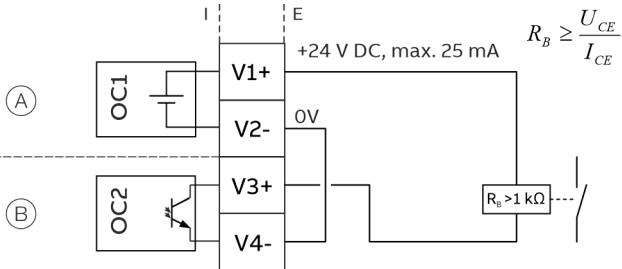 I E
+24 V DC, max. 25 mA
R_B ≥ U_CE / I_CE
A
OC1
V1+
V2-
0V
B
OC2
V3+
V4-
R_B >1 kΩ